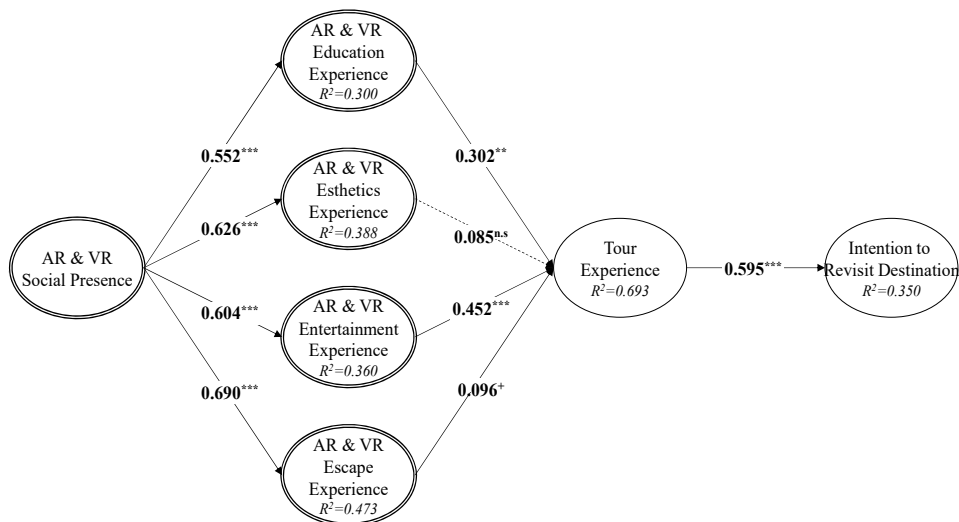 AR & VR
Education
Experience
R²=0.300
0.552***
0.302**
AR & VR
Esthetics
Experience
R²=0.388
0.626***
0.085n.s
AR & VR
Social Presence
Tour
Experience
R²=0.693
0.595***
Intention to
Revisit Destination
R²=0.350
0.604***
AR & VR
Entertainment
Experience
R²=0.360
0.452***
0.690***
0.096+
AR & VR
Escape
Experience
R²=0.473